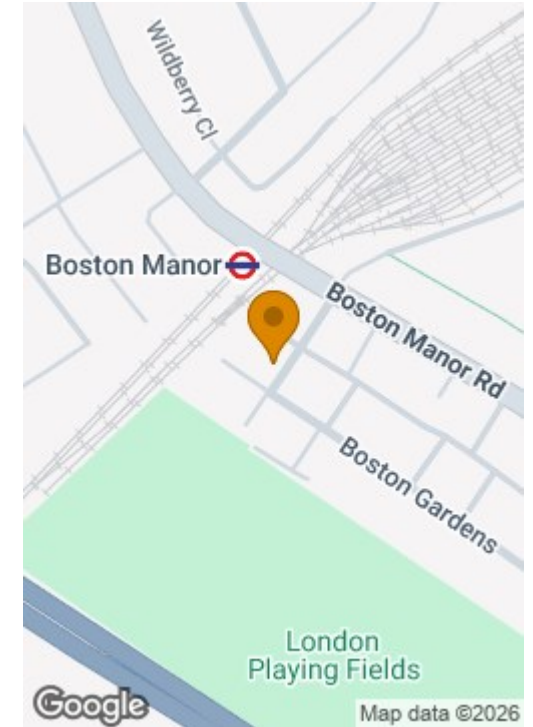 Wildberry Cl
Boston Manor
Boston Manor Rd
Boston Gardens
London
Playing Fields
Google
Map data ©2026